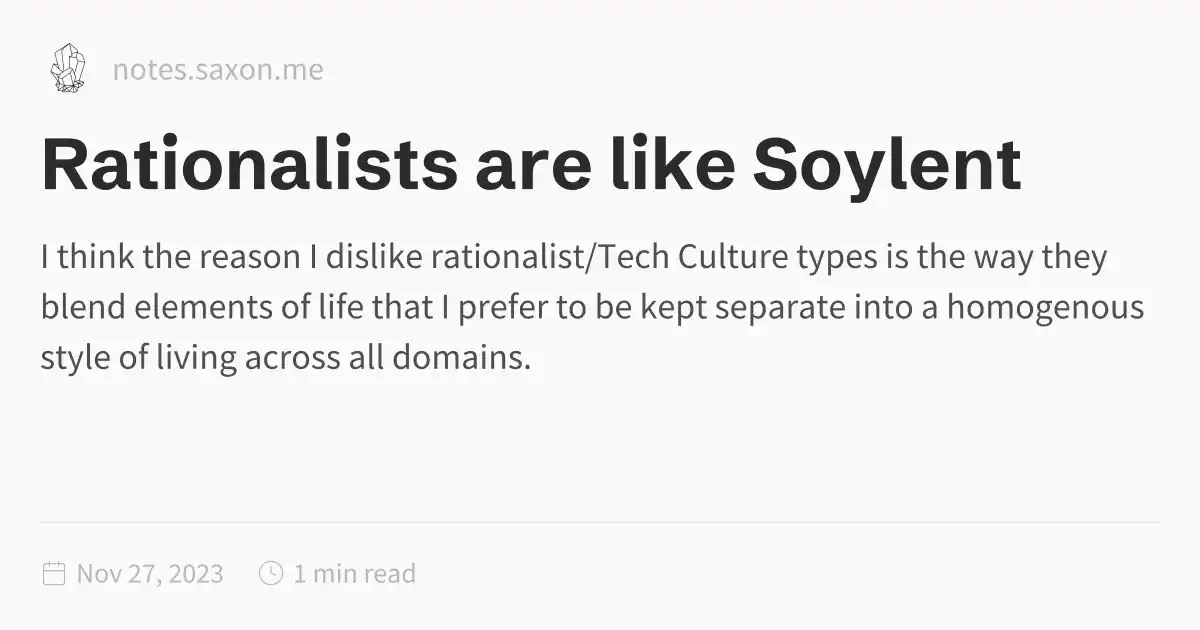 notes.saxon.me
Rationalists are like Soylent
I think the reason I dislike rationalist/Tech Culture types is the way they
blend elements of life that I prefer to be kept separate into a homogenous
style of living across all domains.
Nov 27, 2023 1 min read